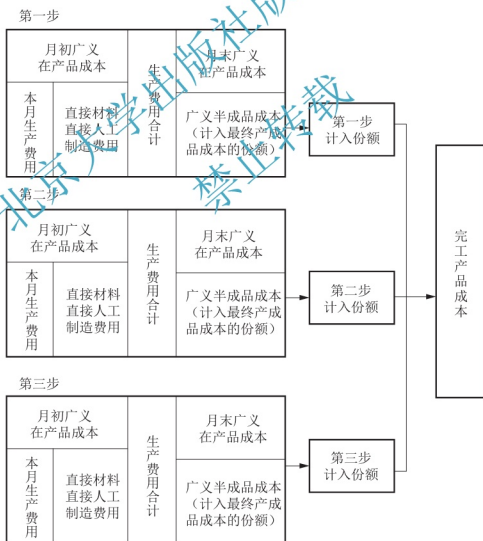 第一步
月初广义
在产品成本
本月生产费用
直接材料
直接人工
制造费用
生产费用合计
月末广义
在产品成本
广义半成品成本
（计入最终产成
品成本的份额）
第一步
计入份额
第二步
月初广义
在产品成本
本月生产费用
直接材料
直接人工
制造费用
生产费用合计
月末广义
在产品成本
广义半成品成本
（计入最终产成
品成本的份额）
第二步
计入份额
完工产品成本
第三步
月初广义
在产品成本
本月生产费用
直接材料
直接人工
制造费用
生产费用合计
月末广义
在产品成本
广义半成品成本
（计入最终产成
品成本的份额）
第三步
计入份额
北京大学出版社版
禁止转载